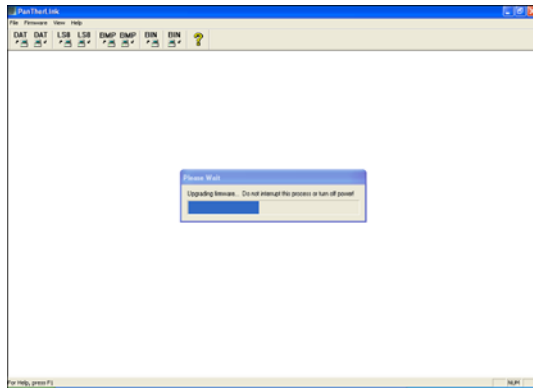 PanTherLink
File Firmware View Help
DAT DAT LSB LSB BMP BMP BIN BIN
Please Wait
Upgrading firmware... Do not interrupt this process or turn off power!
For Help, press F1
NUM